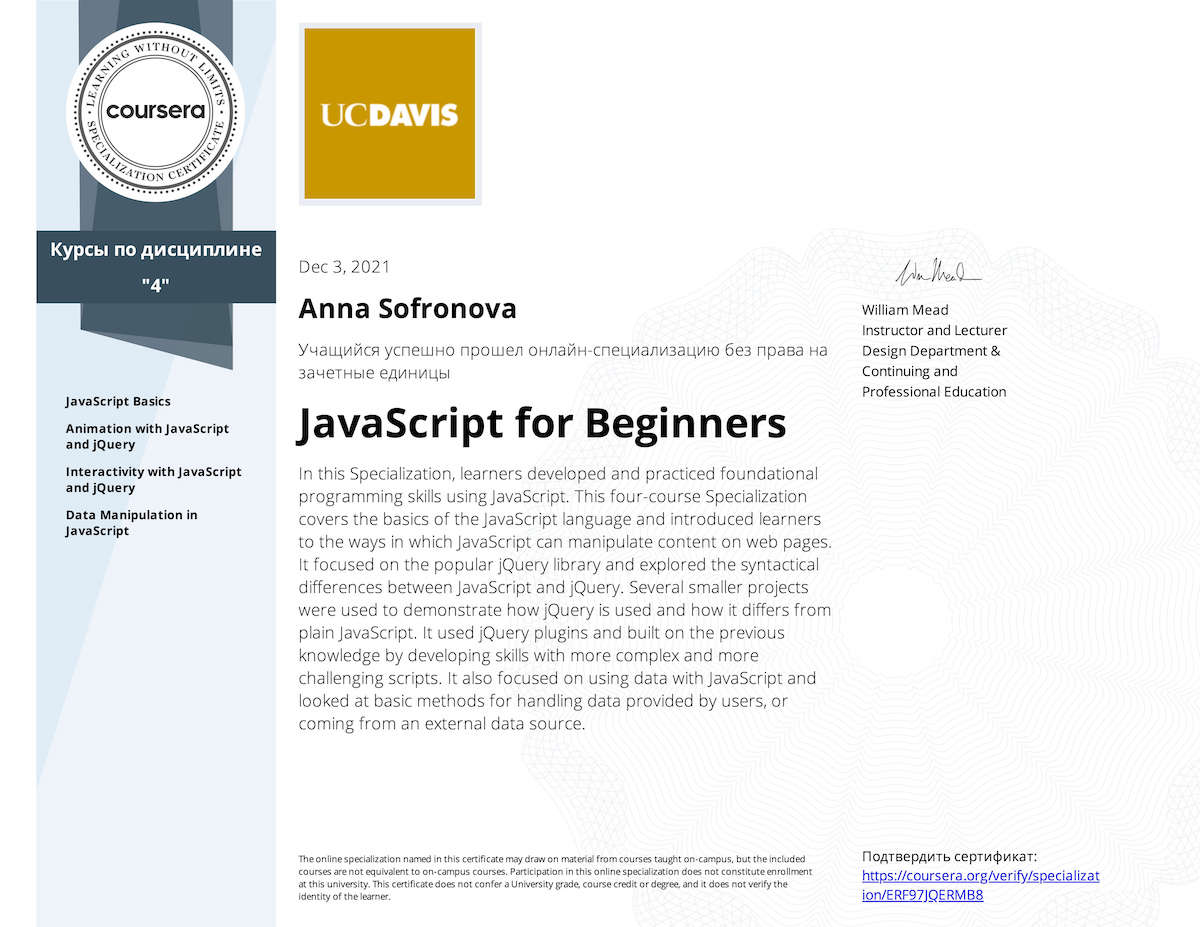 LEARNING WITHOUT LIMITS
coursera
SPECIALIZATION CERTIFICATE
UCDAVIS
Курсы по дисциплине
"4"
JavaScript Basics
Animation with JavaScript
and jQuery
Interactivity with JavaScript
and jQuery
Data Manipulation in
JavaScript
Dec 3, 2021
Anna Sofronova
Учащийся успешно прошел онлайн-специализацию без права на
зачетные единицы
JavaScript for Beginners
In this Specialization, learners developed and practiced foundational
programming skills using JavaScript. This four-course Specialization
covers the basics of the JavaScript language and introduced learners
to the ways in which JavaScript can manipulate content on web pages.
It focused on the popular jQuery library and explored the syntactical
differences between JavaScript and jQuery. Several smaller projects
were used to demonstrate how jQuery is used and how it differs from
plain JavaScript. It used jQuery plugins and built on the previous
knowledge by developing skills with more complex and more
challenging scripts. It also focused on using data with JavaScript and
looked at basic methods for handling data provided by users, or
coming from an external data source.
William Mead
Instructor and Lecturer
Design Department &
Continuing and
Professional Education
The online specialization named in this certificate may draw on material from courses taught on-campus, but the included
courses are not equivalent to on-campus courses. Participation in this online specialization does not constitute enrollment
at this university. This certificate does not confer a University grade, course credit or degree, and it does not verify the
identity of the learner.
Подтвердить сертификат:
https://coursera.org/verify/specializat
ion/ERF97JQERMB8